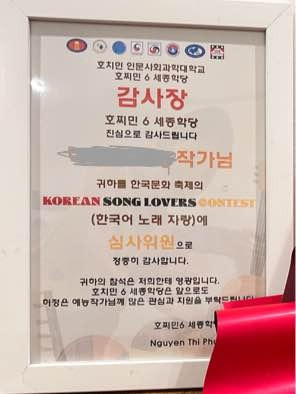 호치민 인문사회과학대학교
호찌민 6 세종학당
감사장
호찌민 6 세종학당
진심으로 감사드립니다
작가님
귀하를 한국문화 축제의
KOREAN SONG LOVERS CONTEST
(한국어 노래 자랑)에
심사위원으로
정중히 감사합니다.
귀하의 참석은 저희한테 영광입니다.
호치민 6 세종학당은 앞으로도
허정은 예능작가님께 많은 관심과 지원을 부탁드립니다
호찌민 6 세종학
Nguyen Thi Phu